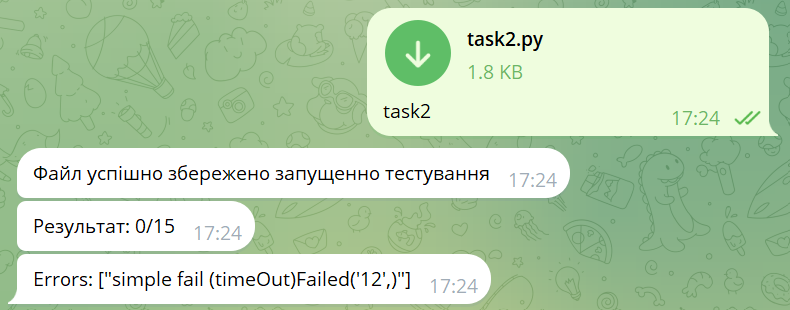 task2.py
1.8 KB
task2
17:24
Файл успішно збережено запущенно тестування
17:24
Результат: 0/15
17:24
Errors: ["simple fail (timeOut)Failed('12',)"]
17:24